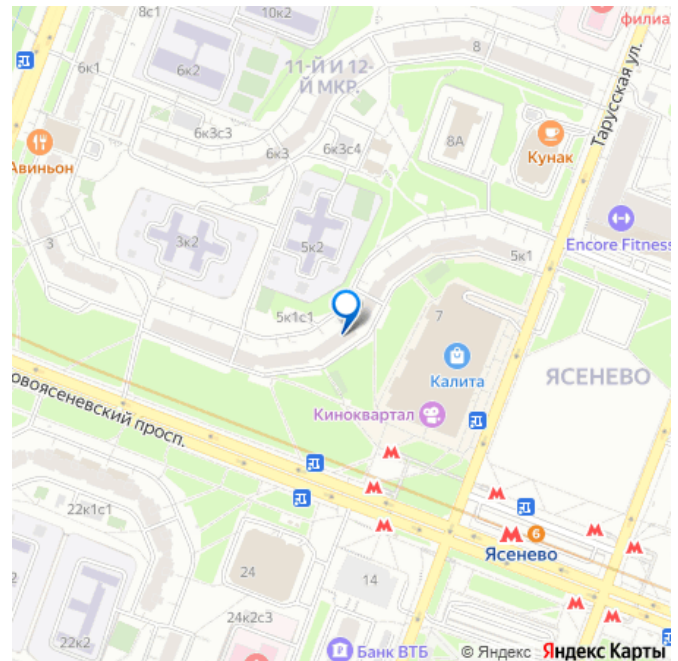 8с1
10к2
филиа
6к1
6к2
11-Й И 12-
Й МКР.
8
Тарусская ул.
Авиньон
6к3с3
6к3
6к3с4
8А
Кунак
3
3к2
5к2
5к1
Encore Fitness
5к1с1
7
Калита
ЯСЕНЕВО
Киноквартал
овоясеневский просп.
22к1с1
6
Ясенево
24
14
24к2с3
22к2
Банк ВТБ
© Яндекс Яндекс Карты